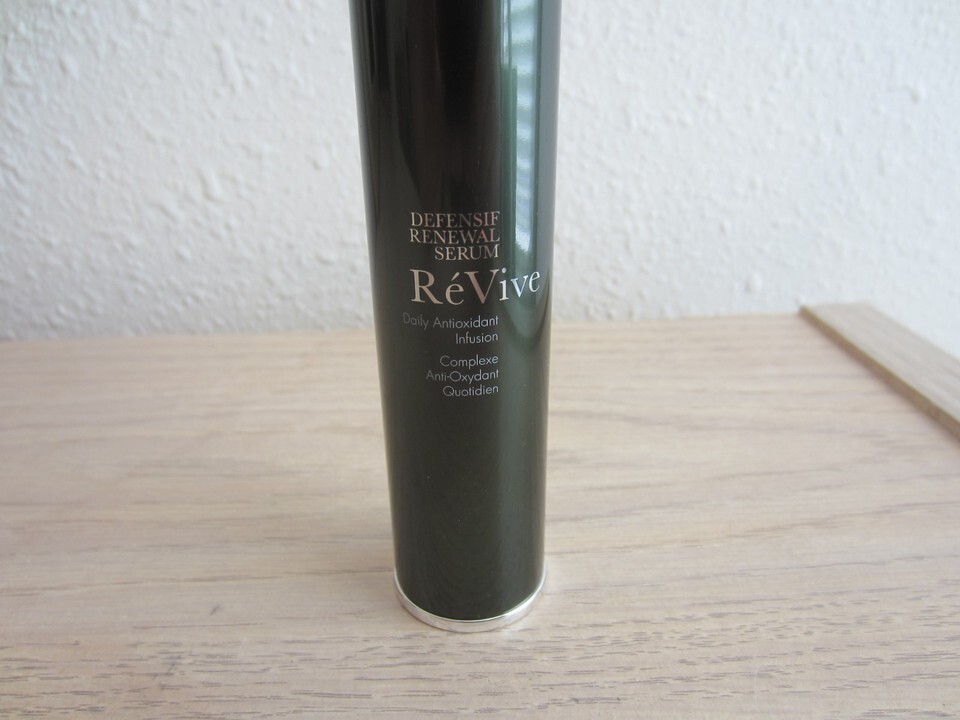 DEFENSIF
RENEWAL
SERUM
RéVive
Daily Antioxidant
Infusion
Complexe
Anti-Oxydant
Quotidien